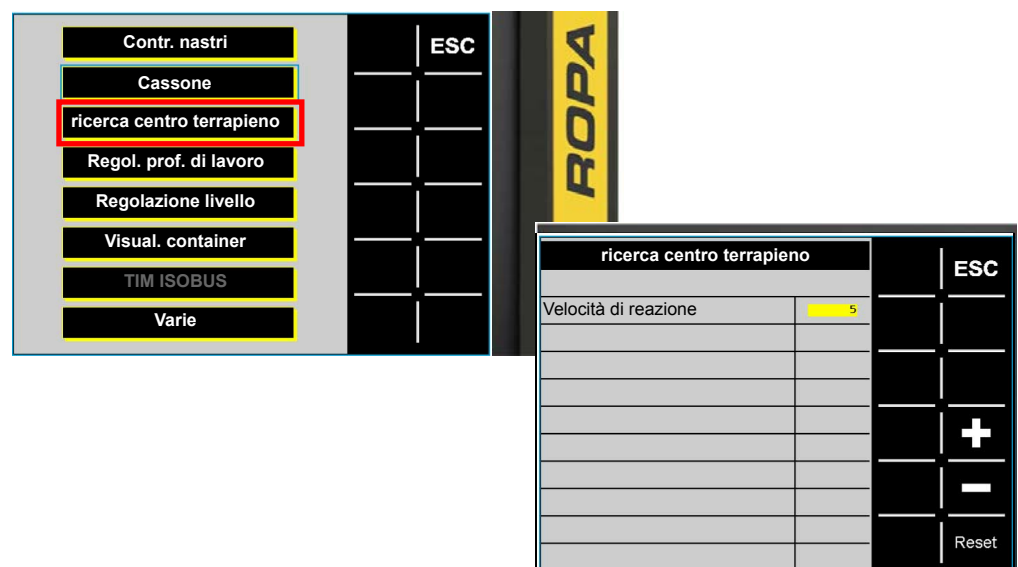 Contr. nastri
ESC
Cassone
ricerca centro terrapieno
Regol. prof. di lavoro
Regolazione livello
Visual. container
TIM ISOBUS
Varie
ROPA
ricerca centro terrapieno
ESC
Velocità di reazione
5
+
−
Reset